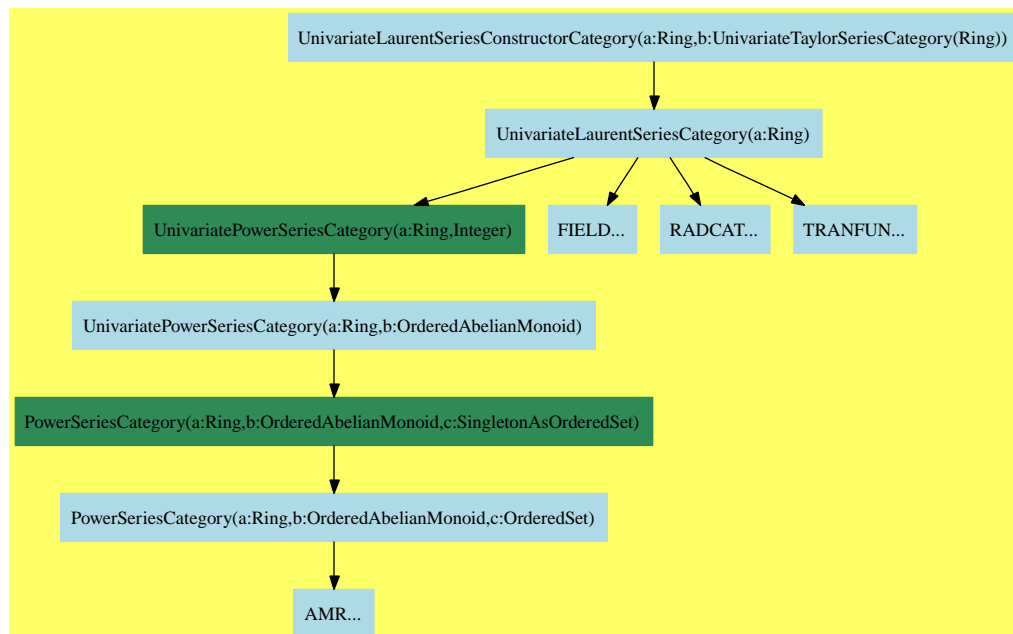 UnivariateLaurentSeriesConstructorCategory(a:Ring,b:UnivariateTaylorSeriesCategory(Ring))
UnivariateLaurentSeriesCategory(a:Ring)
UnivariatePowerSeriesCategory(a:Ring,Integer)
FIELD...
RADCAT...
TRANFUN...
UnivariatePowerSeriesCategory(a:Ring,b:OrderedAbelianMonoid)
PowerSeriesCategory(a:Ring,b:OrderedAbelianMonoid,c:SingletonAsOrderedSet)
PowerSeriesCategory(a:Ring,b:OrderedAbelianMonoid,c:OrderedSet)
AMR...